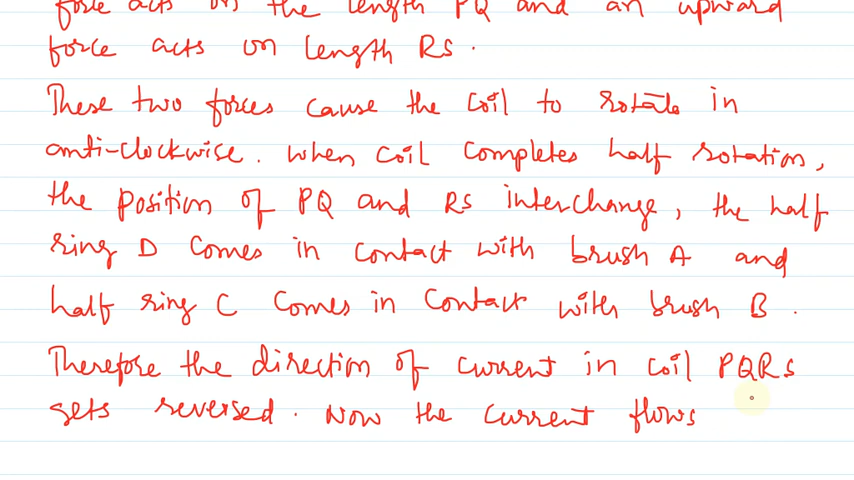 force acts on the length PQ and an upward
force acts on length RS.
These two forces cause the coil to rotate in
anti-clockwise. When coil completes half rotation,
the position of PQ and RS interchange, the half
ring D comes in contact with brush A and
half ring C comes in contact with brush B.
Therefore the direction of current in coil PQRS
gets reversed. Now the current flows